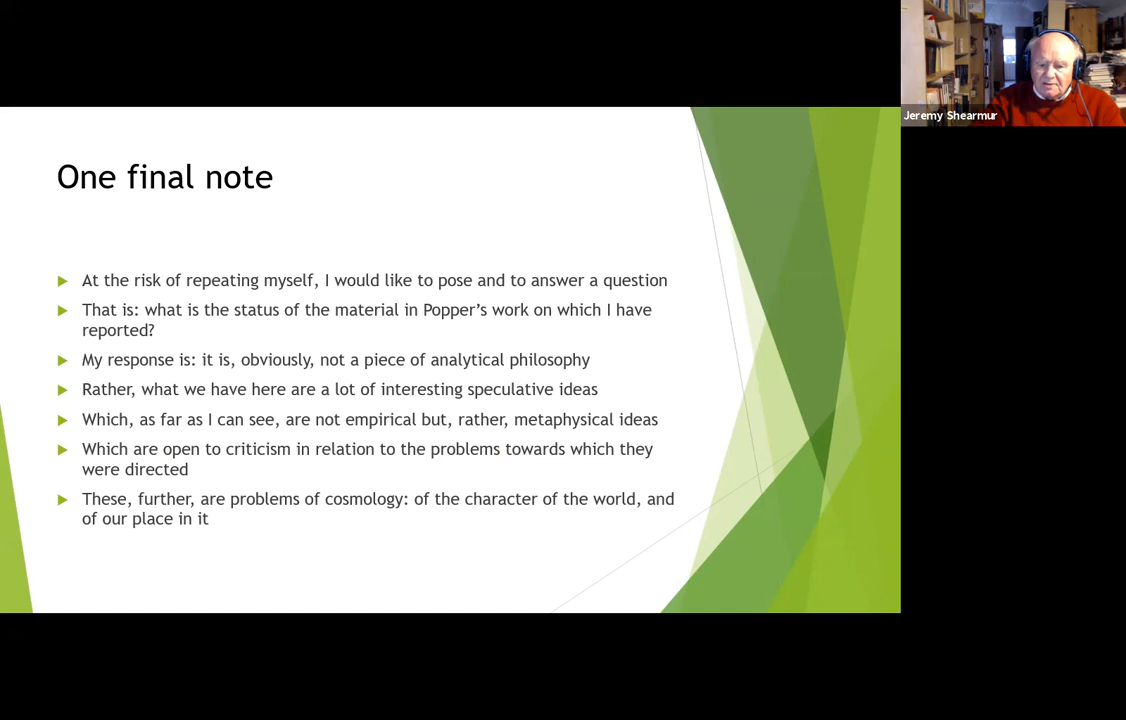 Jeremy Shearmur
One final note
At the risk of repeating myself, I would like to pose and to answer a question
That is: what is the status of the material in Popper's work on which I have
reported?
My response is: it is, obviously, not a piece of analytical philosophy
Rather, what we have here are a lot of interesting speculative ideas
Which, as far as I can see, are not empirical but, rather, metaphysical ideas
Which are open to criticism in relation to the problems towards which they
were directed
These, further, are problems of cosmology: of the character of the world, and
of our place in it